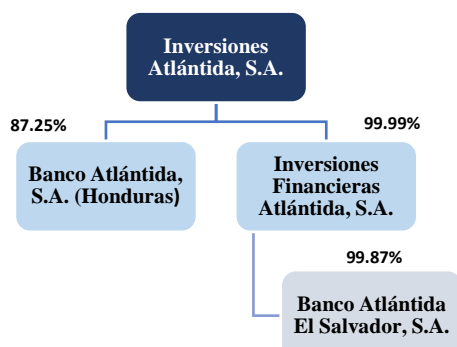 Inversiones
Atlántida, S.A.
87.25%
99.99%
Banco Atlántida,
S.A. (Honduras)
Inversiones
Financieras
Atlántida, S.A.
99.87%
Banco Atlántida
El Salvador, S.A.